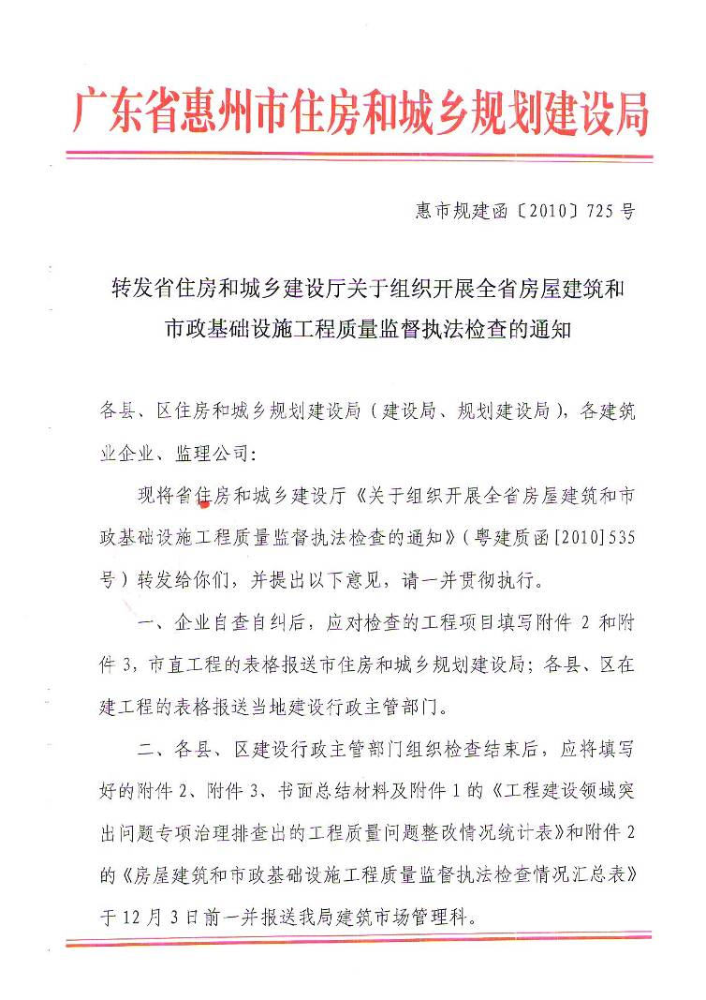 广东省惠州市住房和城乡规划建设局
惠市规建函〔2010〕725 号
转发省住房和城乡建设厅关于组织开展全省房屋建筑和
市政基础设施工程质量监督执法检查的通知
各县、区住房和城乡规划建设局（建设局、规划建设局），各建筑
业企业、监理公司：
现将省住房和城乡建设厅《关于组织开展全省房屋建筑和市
政基础设施工程质量监督执法检查的通知》（粤建质函[2010]535
号）转发给你们，并提出以下意见，请一并贯彻执行。
一、企业自查自纠后，应对检查的工程项目填写附件 2 和附
件 3，市直工程的表格报送市住房和城乡规划建设局；各县、区在
建工程的表格报送当地建设行政主管部门。
二、各县、区建设行政主管部门组织检查结束后，应将填写
好的附件 2、附件 3、书面总结材料及附件 1 的《工程建设领域突
出问题专项治理排查出的工程质量问题整改情况统计表》和附件 2
的《房屋建筑和市政基础设施工程质量监督执法检查情况汇总表》
于 12 月 3 日前一并报送我局建筑市场管理科。